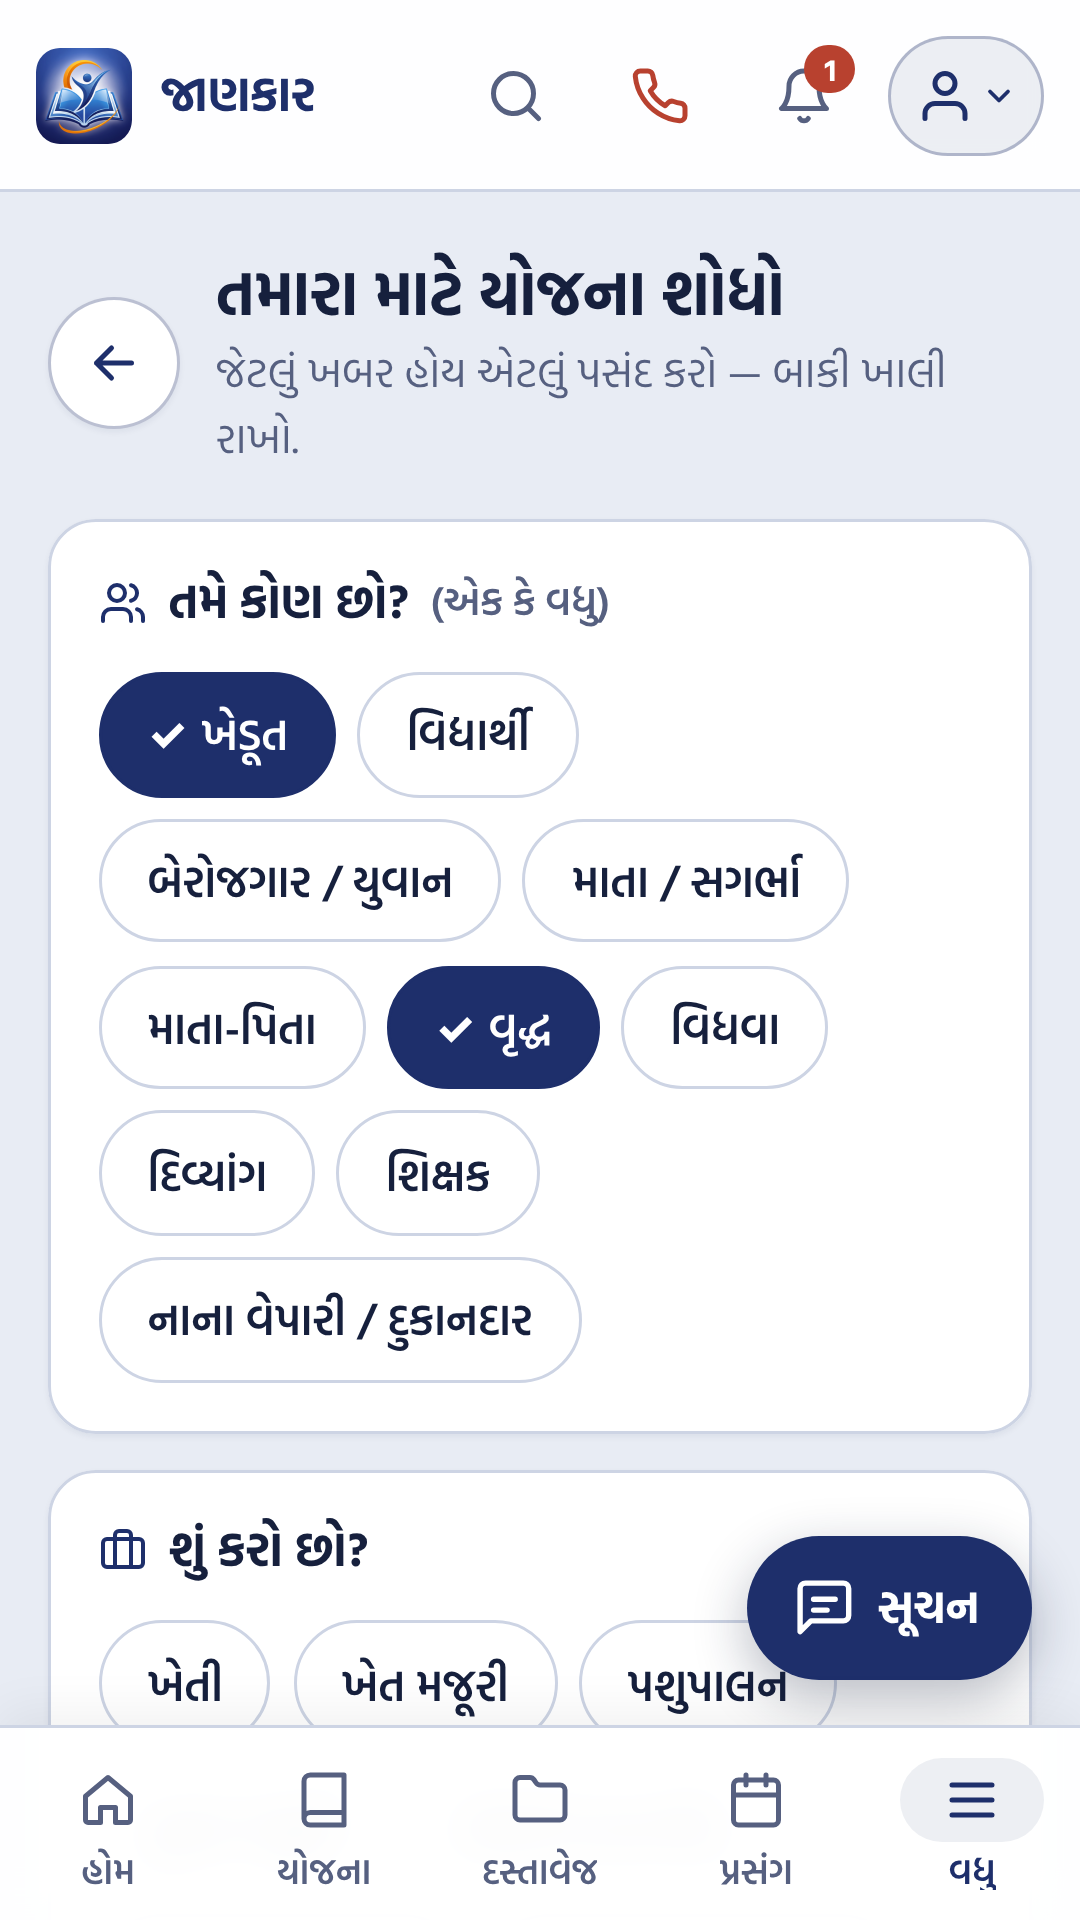 જાણકાર
1
તમારા માટે યોજના શોધો
જેટલું ખબર હોય એટલું પસંદ કરો – બાકી ખાલી
રાખો.
તમે કોણ છો? (એક કે વધુ)
ખેડૂત વિદ્યાર્થી
બેરોજગાર / યુવાન માતા / સગર્ભા
માતા-પિતા વૃદ્ધ વિધવા
દિવ્યાંગ શિક્ષક
નાના વેપારી / દુકાનદાર
શું કરો છો?
સૂચન
ખેતી ખેત મજૂરી પશુપાલન
હોમ યોજના દસ્તાવેજ પ્રસંગ વધુ